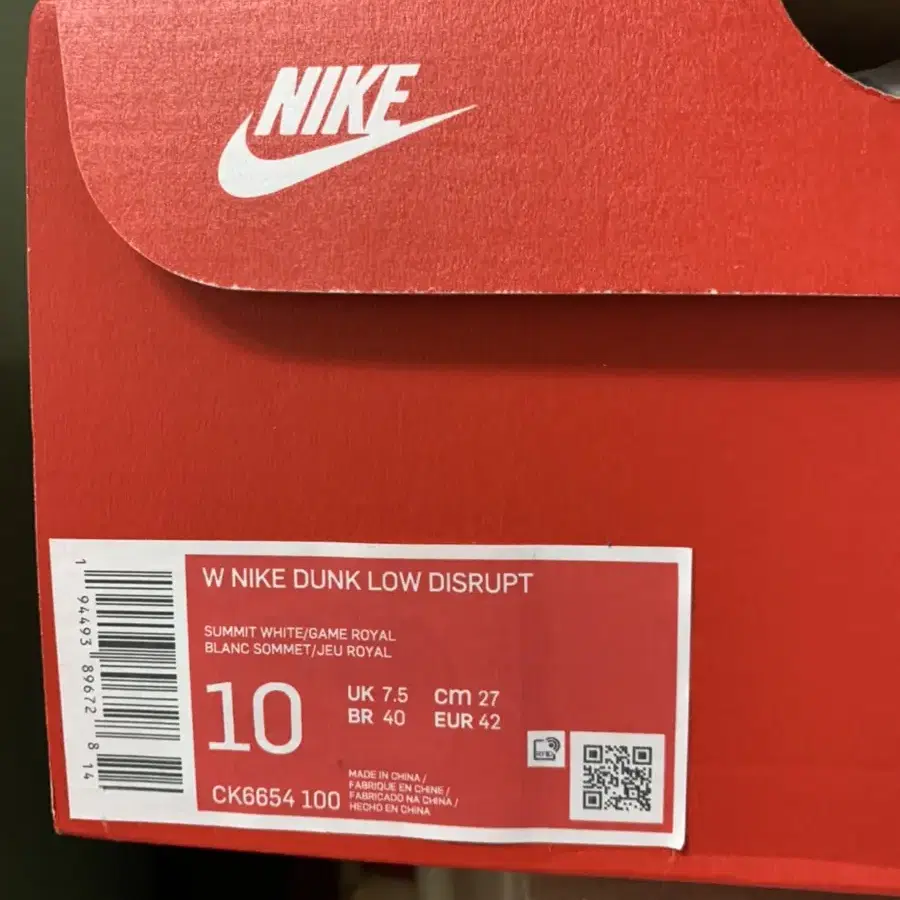 NIKE
W NIKE DUNK LOW DISRUPT
SUMMIT WHITE/GAME ROYAL
BLANC SOMMET/JEU ROYAL
10
UK 7.5 cm 27
BR 40 EUR 42
CK6654 100
MADE IN CHINA /
FABRIQUE EN CHINE /
FABRICADO NA CHINA /
HECHO EN CHINA
1 94493 89672 8 14